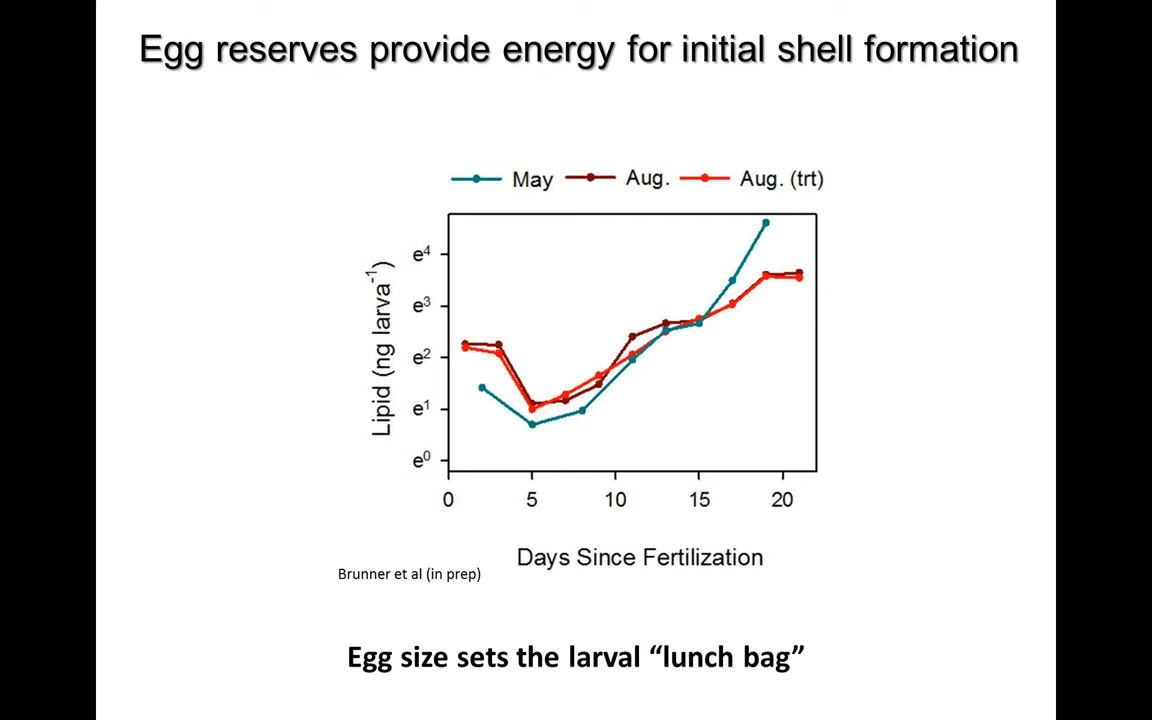 Egg reserves provide energy for initial shell formation
May Aug. Aug. (trt)
Lipid (ng larva⁻¹)
e⁴
e³
e²
e¹
e⁰
0 5 10 15 20
Days Since Fertilization
Brunner et al (in prep)
Egg size sets the larval “lunch bag”